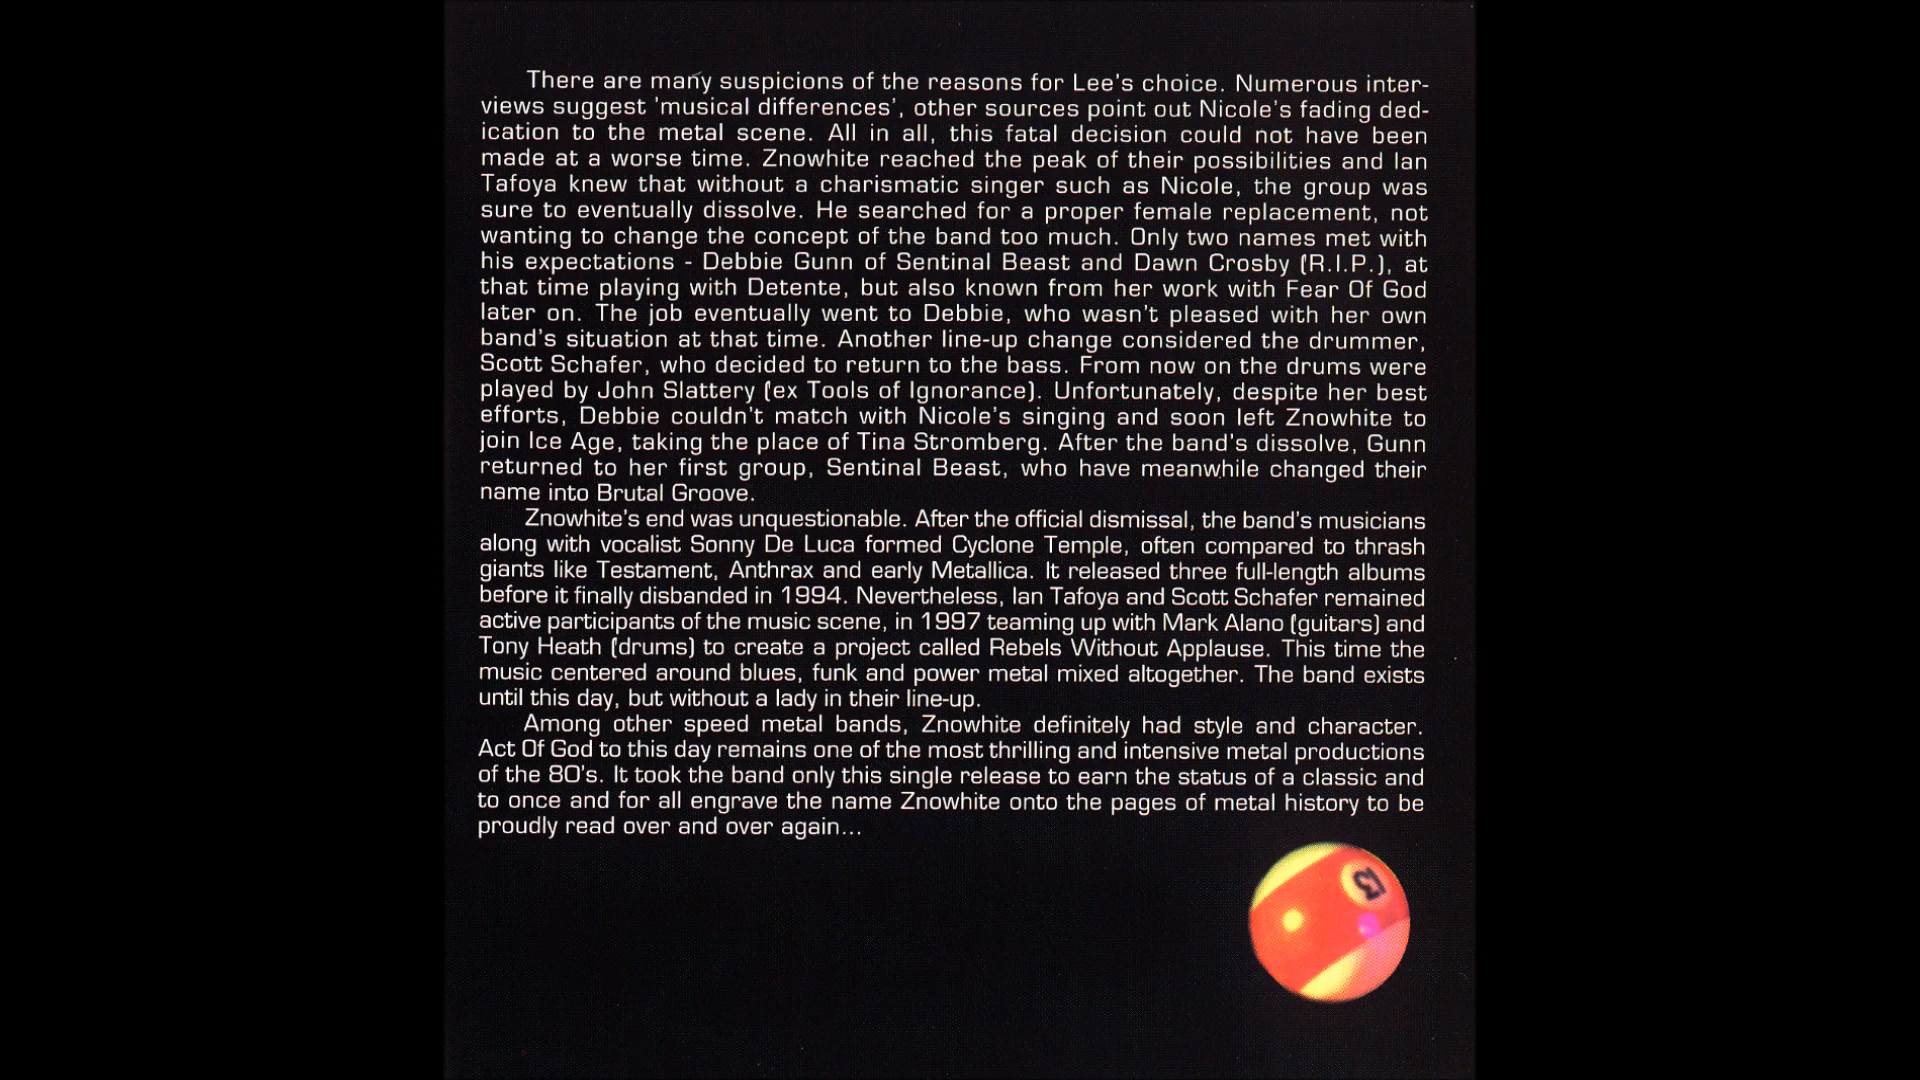 There are many suspicions of the reasons for Lee's choice. Numerous inter-
views suggest 'musical differences', other sources point out Nicole's fading ded-
ication to the metal scene. All in all, this fatal decision could not have been
made at a worse time. Znowhite reached the peak of their possibilities and Ian
Tafoya knew that without a charismatic singer such as Nicole, the group was
sure to eventually dissolve. He searched for a proper female replacement, not
wanting to change the concept of the band too much. Only two names met with
his expectations - Debbie Gunn of Sentinal Beast and Dawn Crosby (R.I.P.), at
that time playing with Detente, but also known from her work with Fear Of God
later on. The job eventually went to Debbie, who wasn't pleased with her own
band's situation at that time. Another line-up change considered the drummer,
Scott Schafer, who decided to return to the bass. From now on the drums were
played by John Slattery (ex Tools of Ignorance). Unfortunately, despite her best
efforts, Debbie couldn't match with Nicole's singing and soon left Znowhite to
join Ice Age, taking the place of Tina Stromberg. After the band's dissolve, Gunn
returned to her first group, Sentinal Beast, who have meanwhile changed their
name into Brutal Groove.
Znowhite's end was unquestionable. After the official dismissal, the band's musicians
along with vocalist Sonny De Luca formed Cyclone Temple, often compared to thrash
giants like Testament, Anthrax and early Metallica. It released three full-length albums
before it finally disbanded in 1994. Nevertheless, Ian Tafoya and Scott Schafer remained
active participants of the music scene, in 1997 teaming up with Mark Alano (guitars) and
Tony Heath (drums) to create a project called Rebels Without Applause. This time the
music centered around blues, funk and power metal mixed altogether. The band exists
until this day, but without a lady in their line-up.
Among other speed metal bands, Znowhite definitely had style and character.
Act Of God to this day remains one of the most thrilling and intensive metal productions
of the 80's. It took the band only this single release to earn the status of a classic and
to once and for all engrave the name Znowhite onto the pages of metal history to be
proudly read over and over again...
13